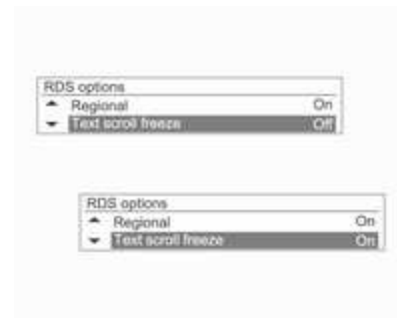 RDS options
Regional On
Text scroll freeze Off
RDS options
Regional On
Text scroll freeze On